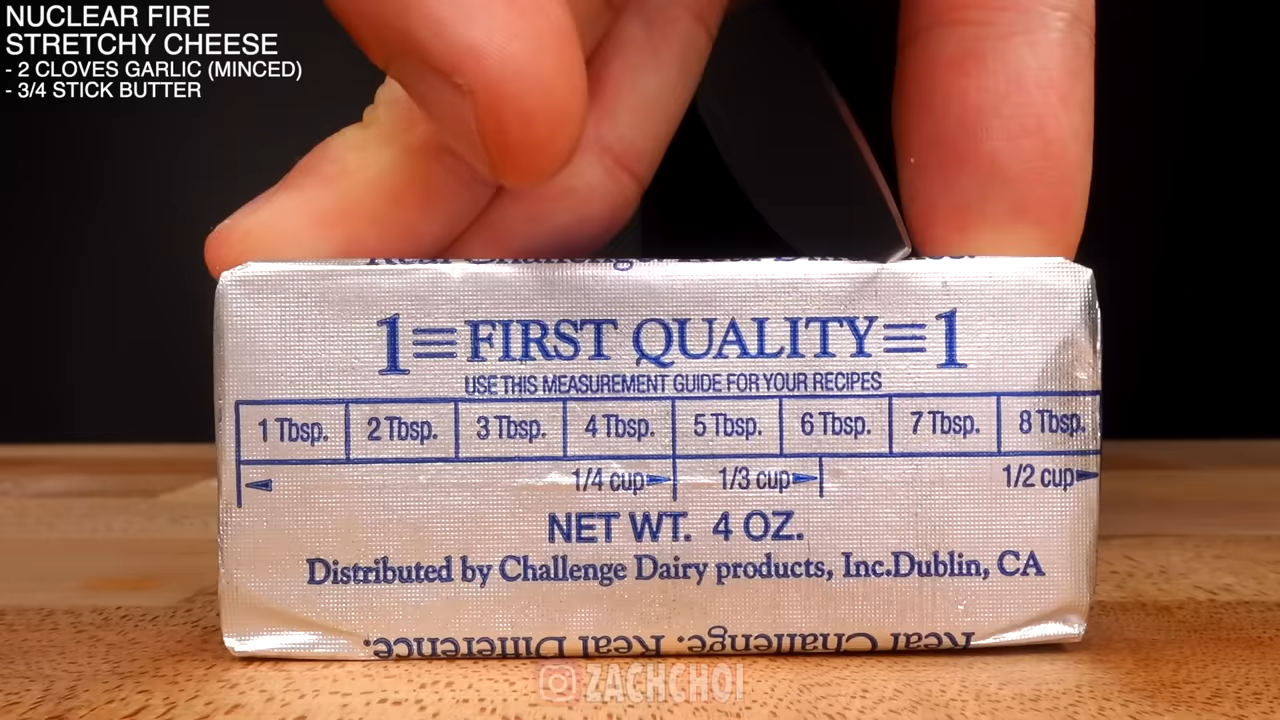 NUCLEAR FIRE
STRETCHY CHEESE
- 2 CLOVES GARLIC (MINCED)
- 3/4 STICK BUTTER
1≡FIRST QUALITY≡1
USE THIS MEASUREMENT GUIDE FOR YOUR RECIPES
1 Tbsp. 2 Tbsp. 3 Tbsp. 4 Tbsp. 5 Tbsp. 6 Tbsp. 7 Tbsp. 8 Tbsp.
1/4 cup 1/3 cup 1/2 cup
NET WT. 4 OZ.
Distributed by Challenge Dairy products, Inc.Dublin, CA
Real Challenge. Real Difference.
ZACHCHOI